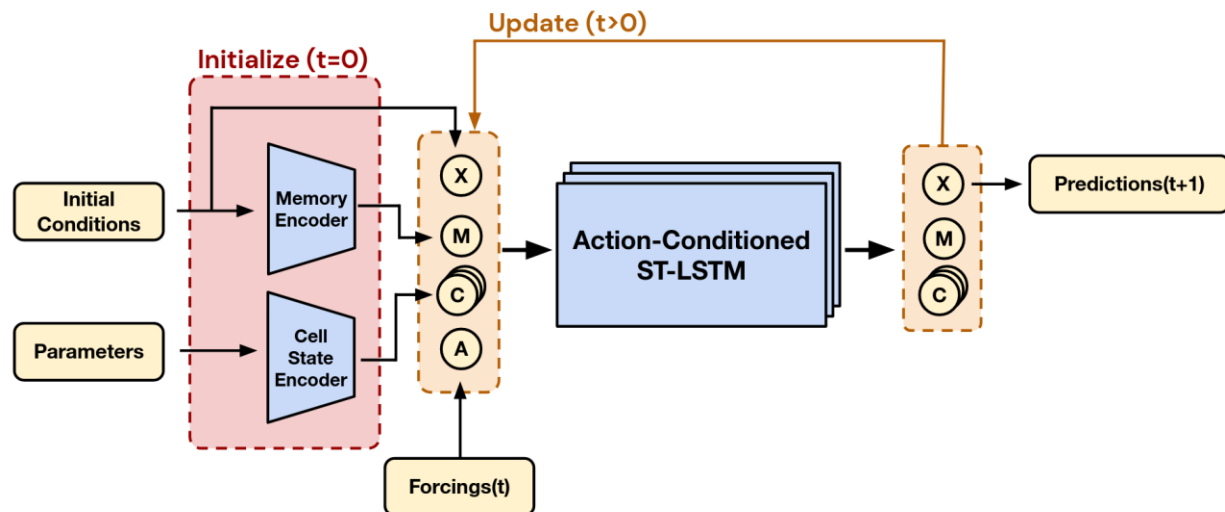 Update (t>0)
Initialize (t=0)
Initial
Conditions
Memory
Encoder
Parameters
Cell
State
Encoder
X
M
C
A
Forcings(t)
Action-Conditioned
ST-LSTM
X
M
C
Predictions(t+1)